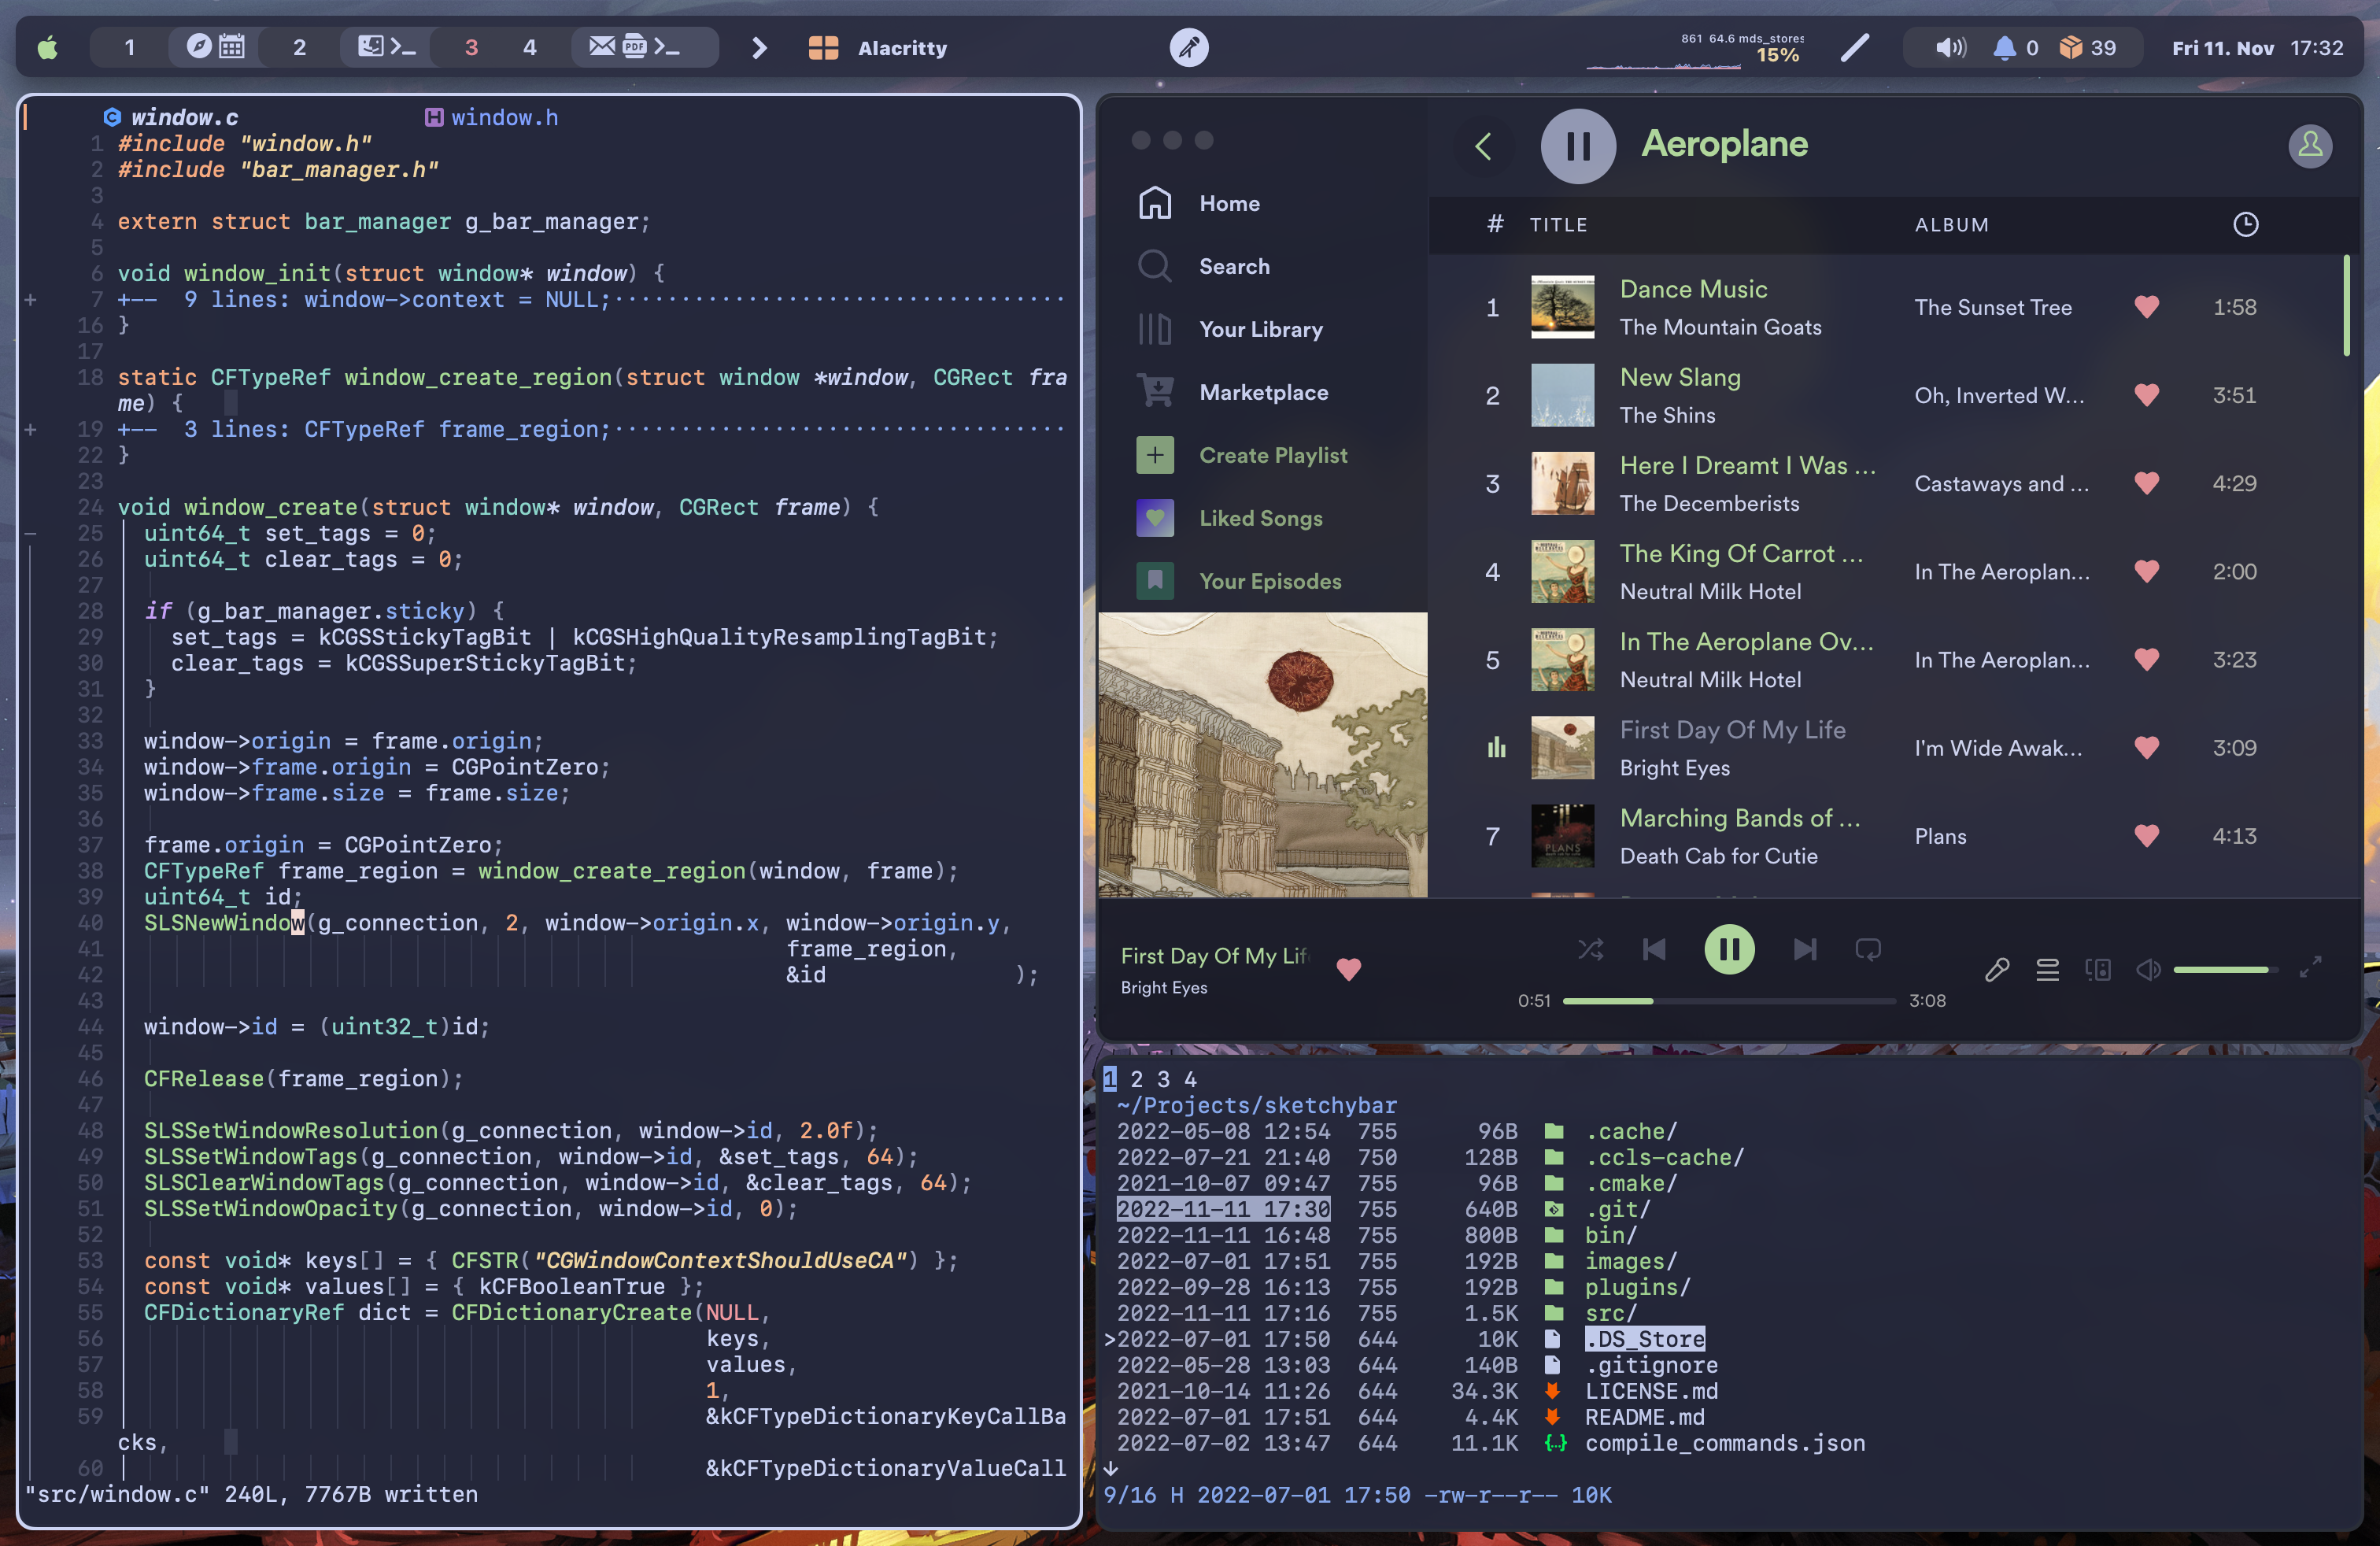 1 2 3 4 PDF Alacritty 861 64.6 mds_stores 15% 0 39 Fri 11. Nov 17:32
window.c window.h
1 #include "window.h"
2 #include "bar_manager.h"
3
4 extern struct bar_manager g_bar_manager;
5
6 void window_init(struct window* window) {
+ 7 +-- 9 lines: window->context = NULL;··································
16 }
17
18 static CFTypeRef window_create_region(struct window *window, CGRect fra
me) {
+ 19 +-- 3 lines: CFTypeRef frame_region;··································
22 }
23
24 void window_create(struct window* window, CGRect frame) {
- 25 uint64_t set_tags = 0;
26 uint64_t clear_tags = 0;
27
28 if (g_bar_manager.sticky) {
29 set_tags = kCGSStickyTagBit | kCGSHighQualityResamplingTagBit;
30 clear_tags = kCGSSuperStickyTagBit;
31 }
32
33 window->origin = frame.origin;
34 window->frame.origin = CGPointZero;
35 window->frame.size = frame.size;
36
37 frame.origin = CGPointZero;
38 CFTypeRef frame_region = window_create_region(window, frame);
39 uint64_t id;
40 SLSNewWindow(g_connection, 2, window->origin.x, window->origin.y,
41 frame_region,
42 &id );
43
44 window->id = (uint32_t)id;
45
46 CFRelease(frame_region);
47
48 SLSSetWindowResolution(g_connection, window->id, 2.0f);
49 SLSSetWindowTags(g_connection, window->id, &set_tags, 64);
50 SLSClearWindowTags(g_connection, window->id, &clear_tags, 64);
51 SLSSetWindowOpacity(g_connection, window->id, 0);
52
53 const void* keys[] = { CFSTR("CGWindowContextShouldUseCA") };
54 const void* values[] = { kCFBooleanTrue };
55 CFDictionaryRef dict = CFDictionaryCreate(NULL,
56 keys,
57 values,
58 1,
59 &kCFTypeDictionaryKeyCallBa
cks,
60 &kCFTypeDictionaryValueCall
"src/window.c" 240L, 7767B written
Home
Search
Your Library
Marketplace
Create Playlist
Liked Songs
Your Episodes
Aeroplane
# TITLE ALBUM
1 Dance Music The Sunset Tree 1:58
The Mountain Goats
2 New Slang Oh, Inverted W... 3:51
The Shins
3 Here I Dreamt I Was ... Castaways and ... 4:29
The Decemberists
4 The King Of Carrot ... In The Aeroplan... 2:00
Neutral Milk Hotel
5 In The Aeroplane Ov... In The Aeroplan... 3:23
Neutral Milk Hotel
First Day Of My Life I'm Wide Awak... 3:09
Bright Eyes
7 Marching Bands of ... Plans 4:13
Death Cab for Cutie
PLANS
First Day Of My Lif
Bright Eyes
0:51 3:08
1 2 3 4
~/Projects/sketchybar
2022-05-08 12:54 755 96B .cache/
2022-07-21 21:40 750 128B .ccls-cache/
2021-10-07 09:47 755 96B .cmake/
2022-11-11 17:30 755 640B .git/
2022-11-11 16:48 755 800B bin/
2022-07-01 17:51 755 192B images/
2022-09-28 16:13 755 192B plugins/
2022-11-11 17:16 755 1.5K src/
>2022-07-01 17:50 644 10K .DS_Store
2022-05-28 13:03 644 140B .gitignore
2021-10-14 11:26 644 34.3K LICENSE.md
2022-07-01 17:51 644 4.4K README.md
2022-07-02 13:47 644 11.1K {..} compile_commands.json
↓
9/16 H 2022-07-01 17:50 -rw-r--r-- 10K